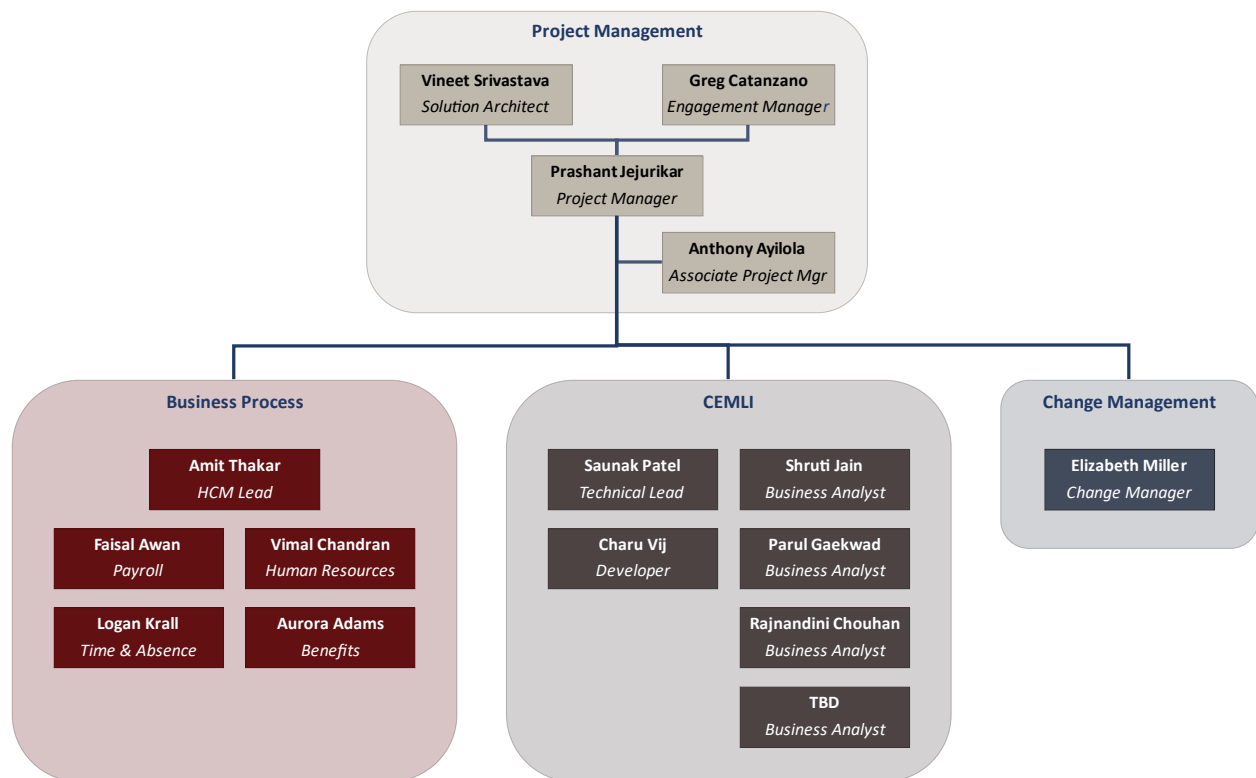 Project Management
Vineet Srivastava
Solution Architect
Greg Catanzano
Engagement Manager
Prashant Jejurikar
Project Manager
Anthony Ayilola
Associate Project Mgr
Business Process
Amit Thakar
HCM Lead
Faisal Awan
Payroll
Vimal Chandran
Human Resources
Logan Krall
Time & Absence
Aurora Adams
Benefits
CEMLI
Saunak Patel
Technical Lead
Shruti Jain
Business Analyst
Charu Vij
Developer
Parul Gaekwad
Business Analyst
Rajnandini Chouhan
Business Analyst
TBD
Business Analyst
Change Management
Elizabeth Miller
Change Manager